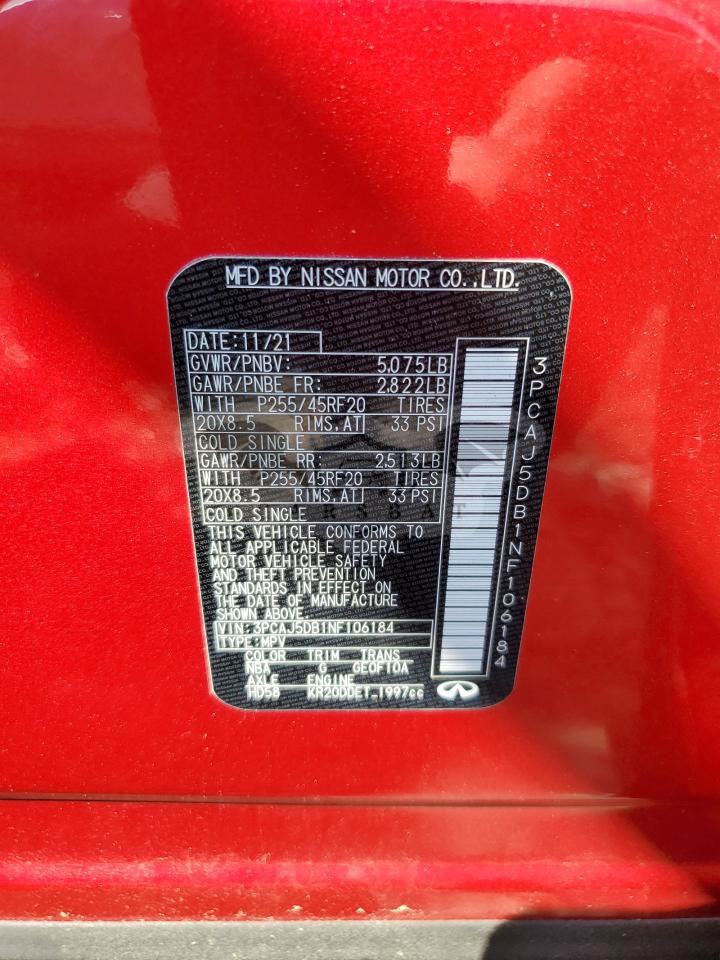 MFD BY NISSAN MOTOR CO.,LTD.
DATE:11/21
GVWR/PNBV: 5,075LB
GAWR/PNBE FR: 2,822LB
WITH P255/45RF20 TIRES
20X8.5 RIMS,AT 33 PSI
COLD SINGLE
GAWR/PNBE RR: 2,513LB
WITH P255/45RF20 TIRES
20X8.5 RIMS,AT 33 PSI
COLD SINGLE
THIS VEHICLE CONFORMS TO
ALL APPLICABLE FEDERAL
MOTOR VEHICLE SAFETY
AND THEFT PREVENTION
STANDARDS IN EFFECT ON
THE DATE OF MANUFACTURE
SHOWN ABOVE.
VIN:3PCAJ5DB1NF106184
TYPE:MPV
COLOR TRIM TRANS
NBA G GE0F10A
AXLE ENGINE
HD58 KR20DDET 1997cc
3PCAJ5DB1NF106184